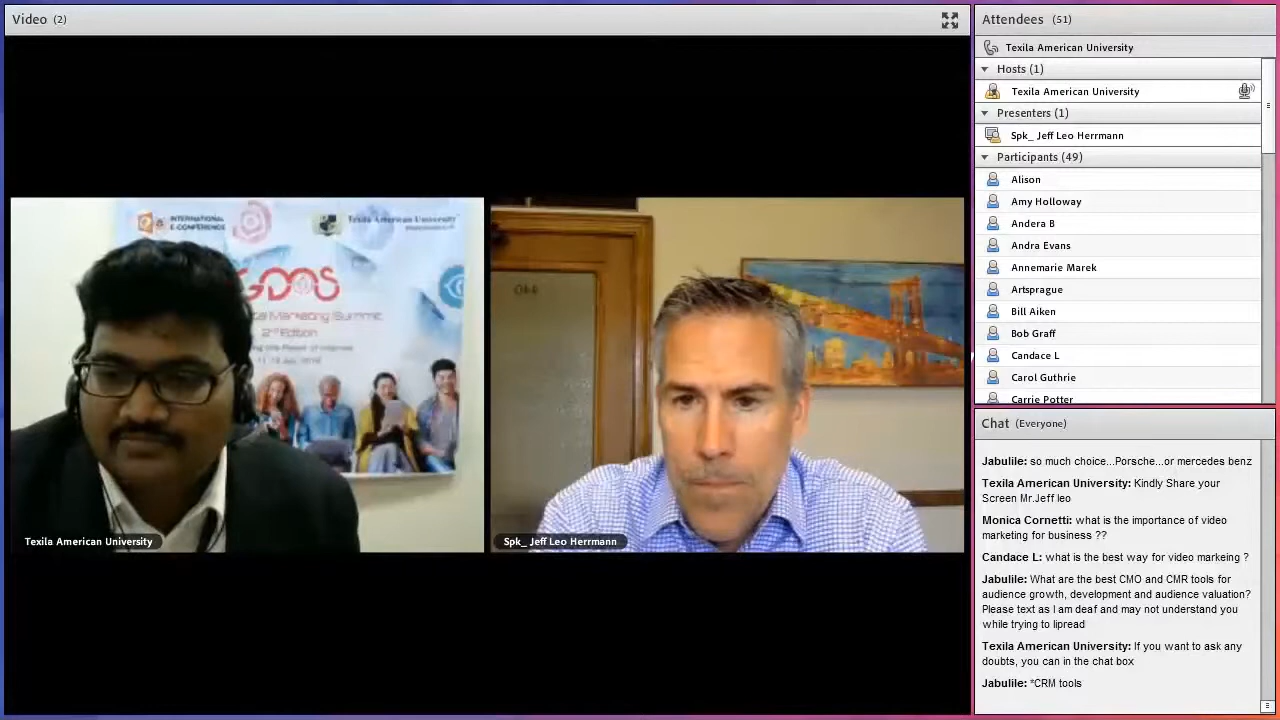 Video (2)
INTERNATIONAL
E-CONFERENCE
Texila American University
GDMS
Marketing Summit
2nd Edition
Texila American University
Spk_ Jeff Leo Herrmann
Attendees (51)
Texila American University
Hosts (1)
Texila American University
Presenters (1)
Spk_ Jeff Leo Herrmann
Participants (49)
Alison
Amy Holloway
Andera B
Andra Evans
Annemarie Marek
Artsprague
Bill Aiken
Bob Graff
Candace L
Carol Guthrie
Carrie Potter
Chat (Everyone)
Jabulile: so much choice...Porsche...or mercedes benz
Texila American University: Kindly Share your
Screen Mr.Jeff leo
Monica Cornetti: what is the importance of video
marketing for business ??
Candace L: what is the best way for video markeing ?
Jabulile: What are the best CMO and CMR tools for
audience growth, development and audience valuation?
Please text as I am deaf and may not understand you
while trying to lipread
Texila American University: If you want to ask any
doubts, you can in the chat box
Jabulile: *CRM tools